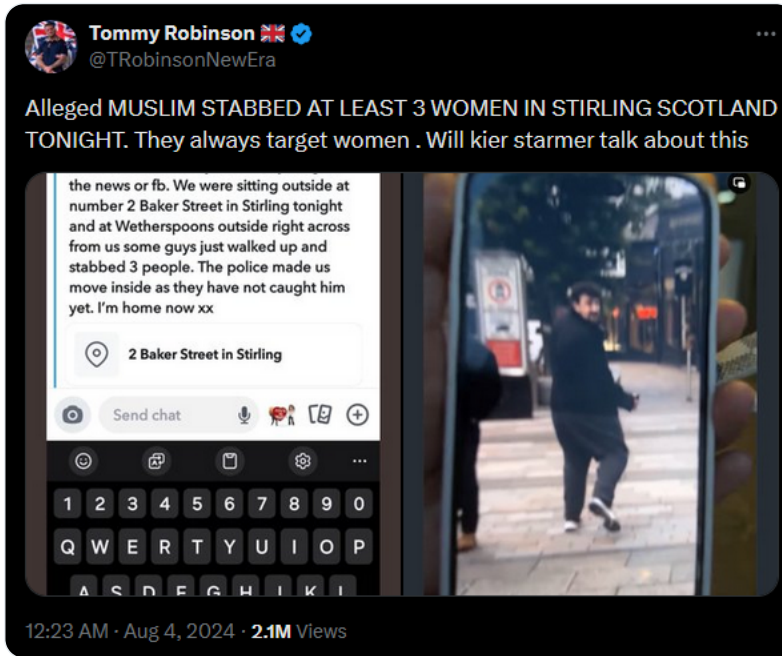 Tommy Robinson 🇬🇧
@TRobinsonNewEra
Alleged MUSLIM STABBED AT LEAST 3 WOMEN IN STIRLING SCOTLAND
TONIGHT. They always target women . Will kier starmer talk about this
the news or fb. We were sitting outside at
number 2 Baker Street in Stirling tonight
and at Wetherspoons outside right across
from us some guys just walked up and
stabbed 3 people. The police made us
move inside as they have not caught him
yet. I'm home now xx
2 Baker Street in Stirling
Send chat
1 2 3 4 5 6 7 8 9 0
Q W E R T Y U I O P
A S D F G H J K L
12:23 AM · Aug 4, 2024 · 2.1M Views